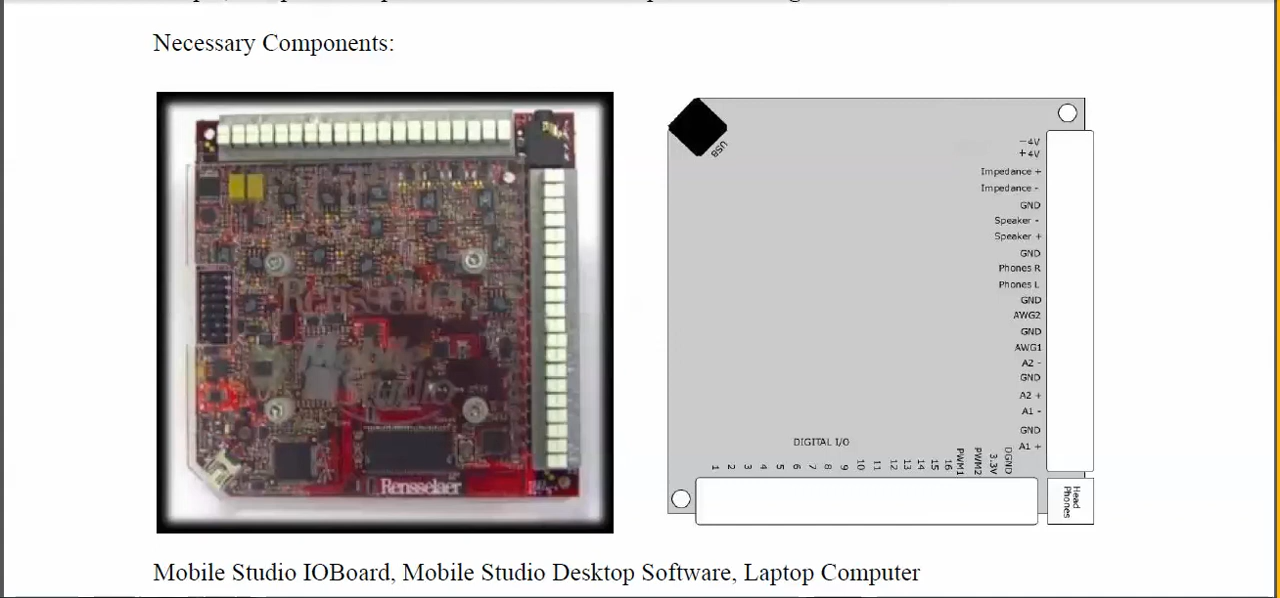 Necessary Components:
Rensselaer
Rensselaer
USB
-4V
+4V
Impedance +
Impedance -
GND
Speaker -
Speaker +
GND
Phones R
Phones L
GND
AWG2
GND
AWG1
A2 -
GND
A2 +
A1 -
GND
A1 +
DIGITAL I/O
1 2 3 4 5 6 7 8 9 10 11 12 13 14 15 16 PWM1 PWM2 3.3V DGND
Head
Phones
Mobile Studio IOBoard, Mobile Studio Desktop Software, Laptop Computer